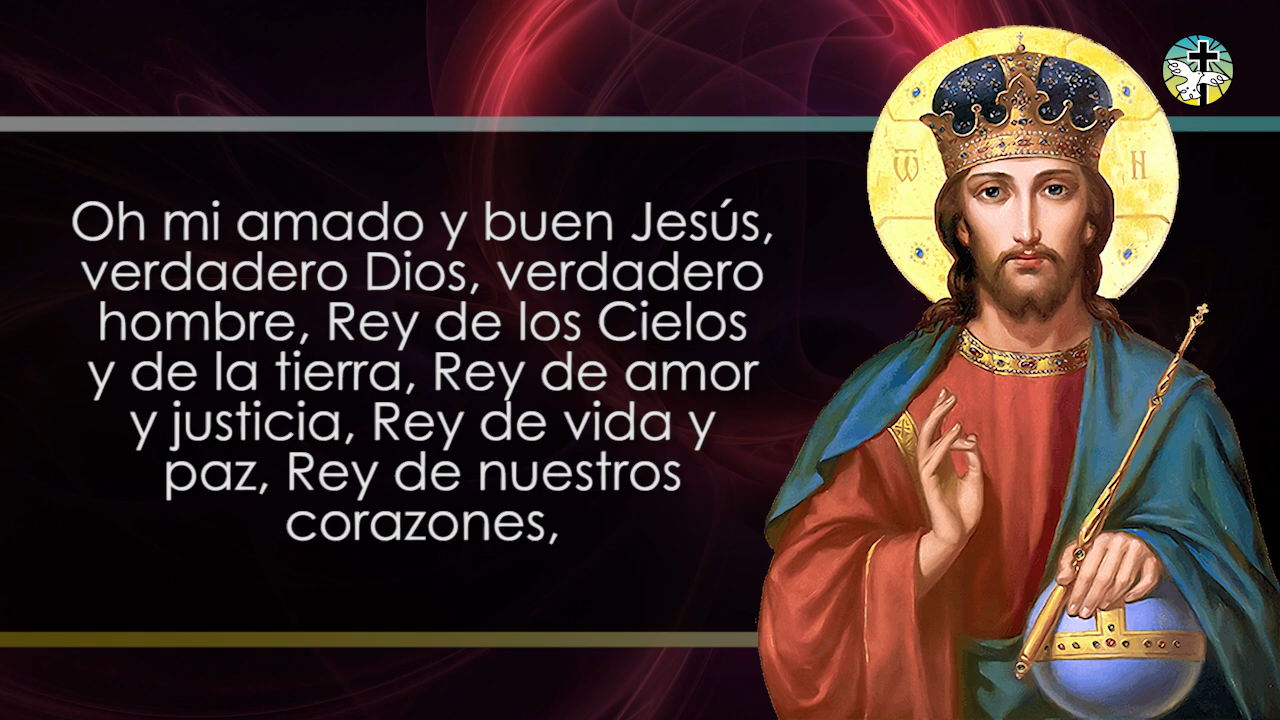 Oh mi amado y buen Jesús,
verdadero Dios, verdadero
hombre, Rey de los Cielos
y de la tierra, Rey de amor
y justicia, Rey de vida y
paz, Rey de nuestros
corazones,
ѾН